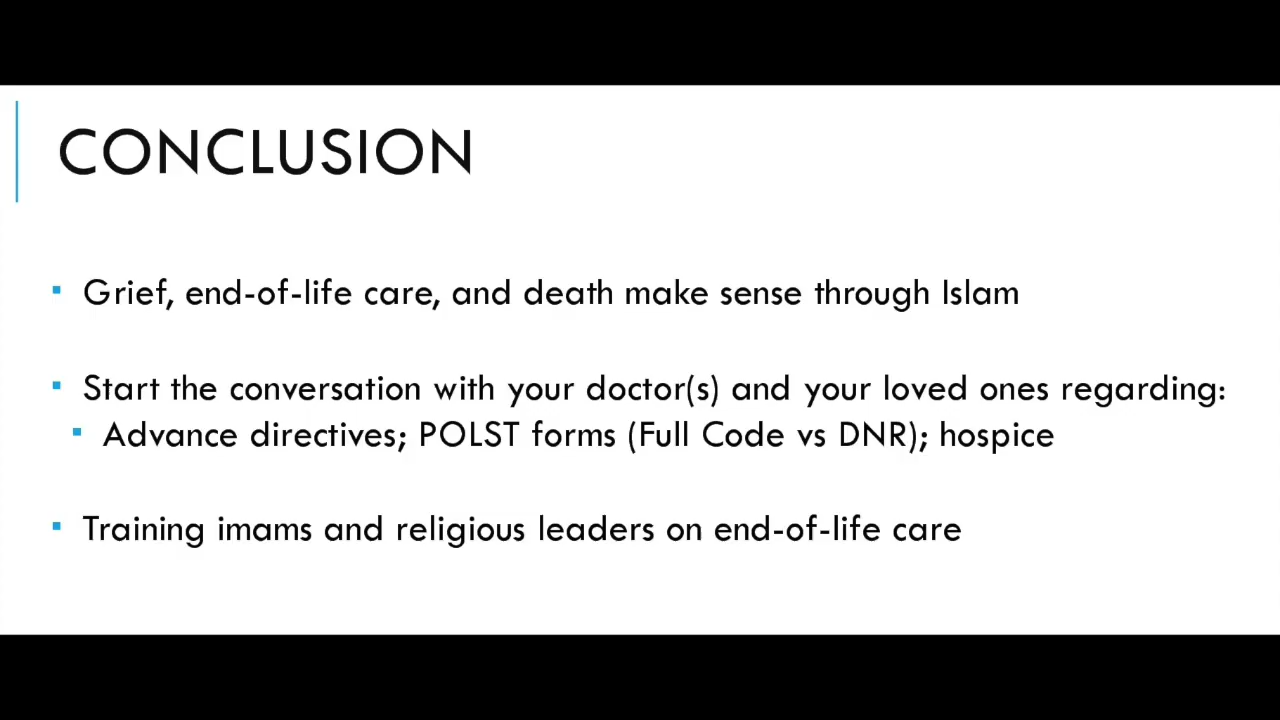 CONCLUSION
Grief, end-of-life care, and death make sense through Islam
Start the conversation with your doctor(s) and your loved ones regarding:
Advance directives; POLST forms (Full Code vs DNR); hospice
Training imams and religious leaders on end-of-life care